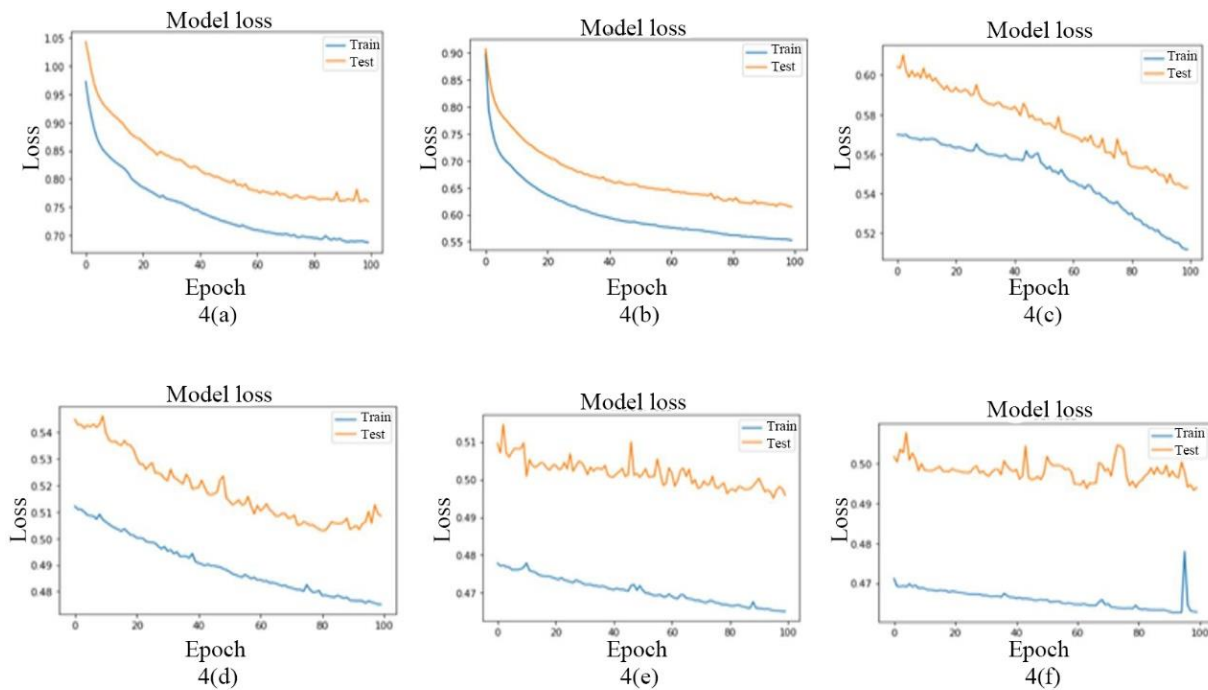 Model loss
1.05
1.00
0.95
0.90
0.85
0.80
0.75
0.70
Loss
Train
Test
0 20 40 60 80 100
Epoch
4(a)
Model loss
0.90
0.85
0.80
0.75
0.70
0.65
0.60
0.55
Loss
Train
Test
0 20 40 60 80 100
Epoch
4(b)
Model loss
0.60
0.58
0.56
0.54
0.52
Loss
Train
Test
0 20 40 60 80 100
Epoch
4(c)
Model loss
0.54
0.53
0.52
0.51
0.50
0.49
0.48
Loss
Train
Test
0 20 40 60 80 100
Epoch
4(d)
Model loss
0.51
0.50
0.49
0.48
0.47
Loss
Train
Test
0 20 40 60 80 100
Epoch
4(e)
Model loss
0.50
0.49
0.48
0.47
Loss
Train
Test
0 20 40 60 80 100
Epoch
4(f)